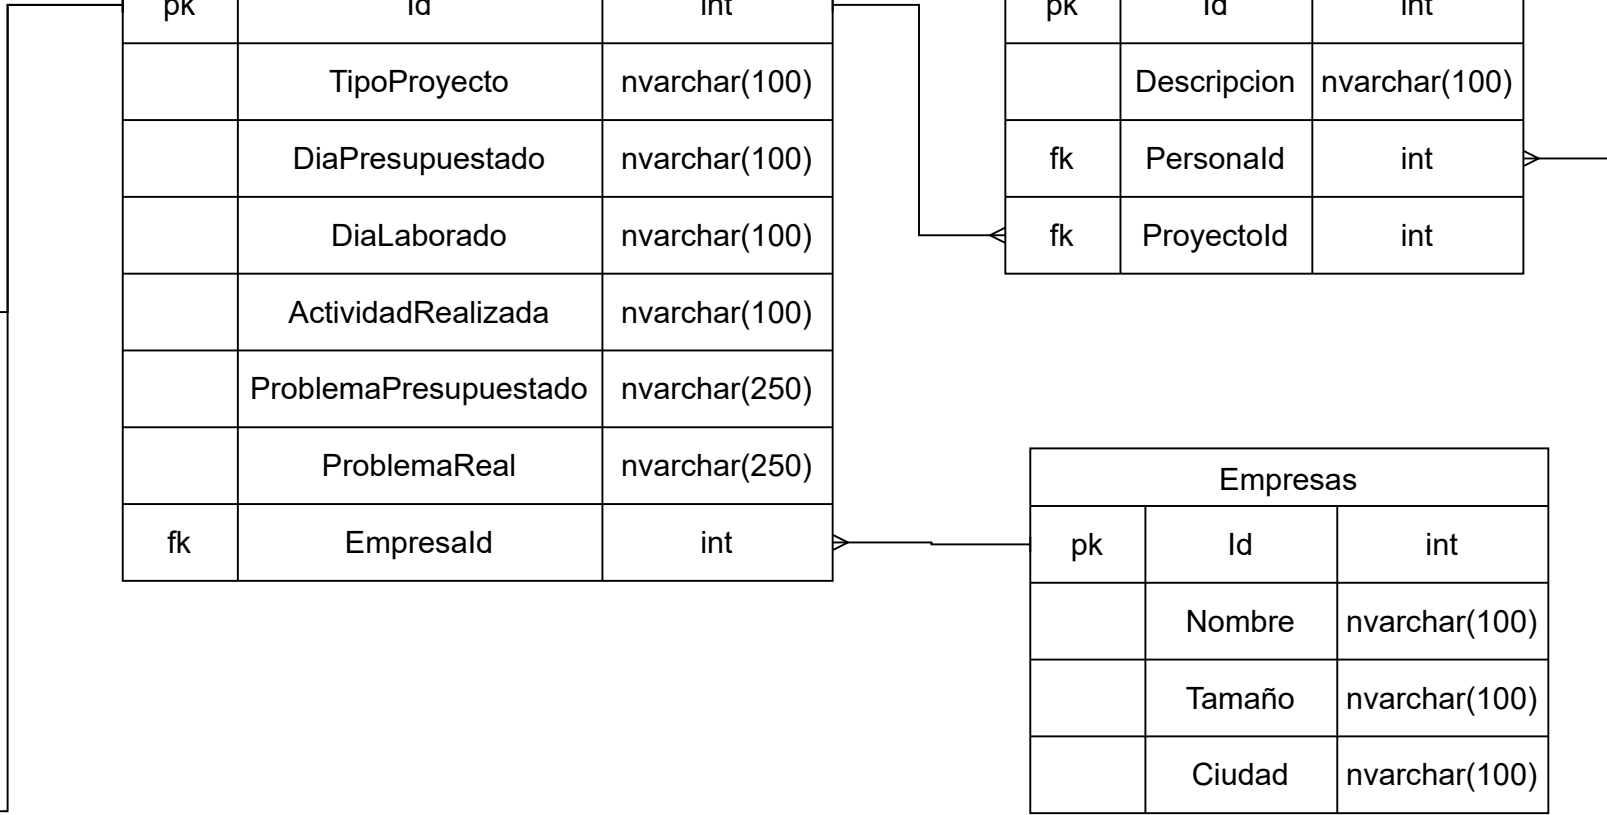 pk Id int
TipoProyecto nvarchar(100)
DiaPresupuestado nvarchar(100)
DiaLaborado nvarchar(100)
ActividadRealizada nvarchar(100)
ProblemaPresupuestado nvarchar(250)
ProblemaReal nvarchar(250)
fk EmpresaId int
pk Id int
Descripcion nvarchar(100)
fk PersonaId int
fk ProyectoId int
Empresas
pk Id int
Nombre nvarchar(100)
Tamaño nvarchar(100)
Ciudad nvarchar(100)